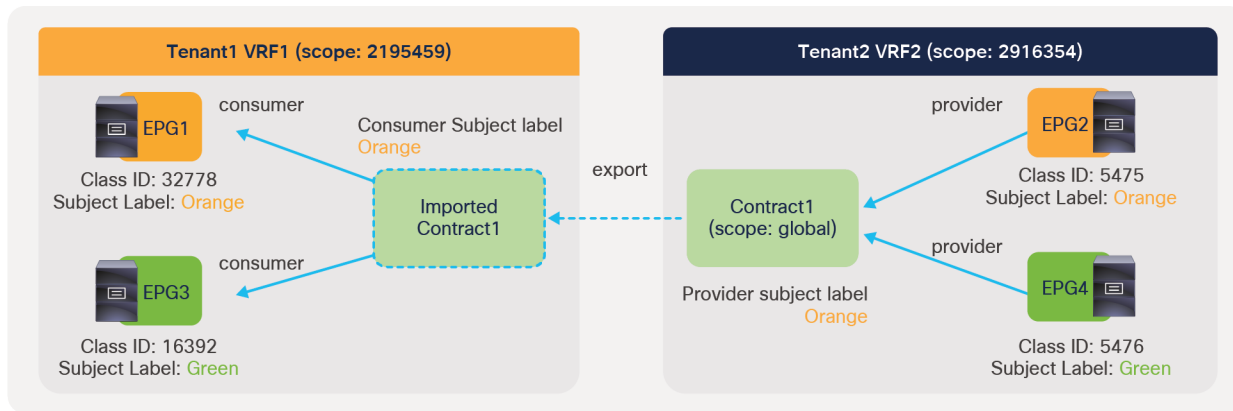 Tenant1 VRF1 (scope: 2195459)
EPG1
consumer
Class ID: 32778
Subject Label: Orange
Consumer Subject label
Orange
Imported
Contract1
EPG3
consumer
Class ID: 16392
Subject Label: Green
export
Tenant2 VRF2 (scope: 2916354)
provider
EPG2
Class ID: 5475
Subject Label: Orange
Contract1
(scope: global)
provider
Provider subject label
Orange
EPG4
Class ID: 5476
Subject Label: Green